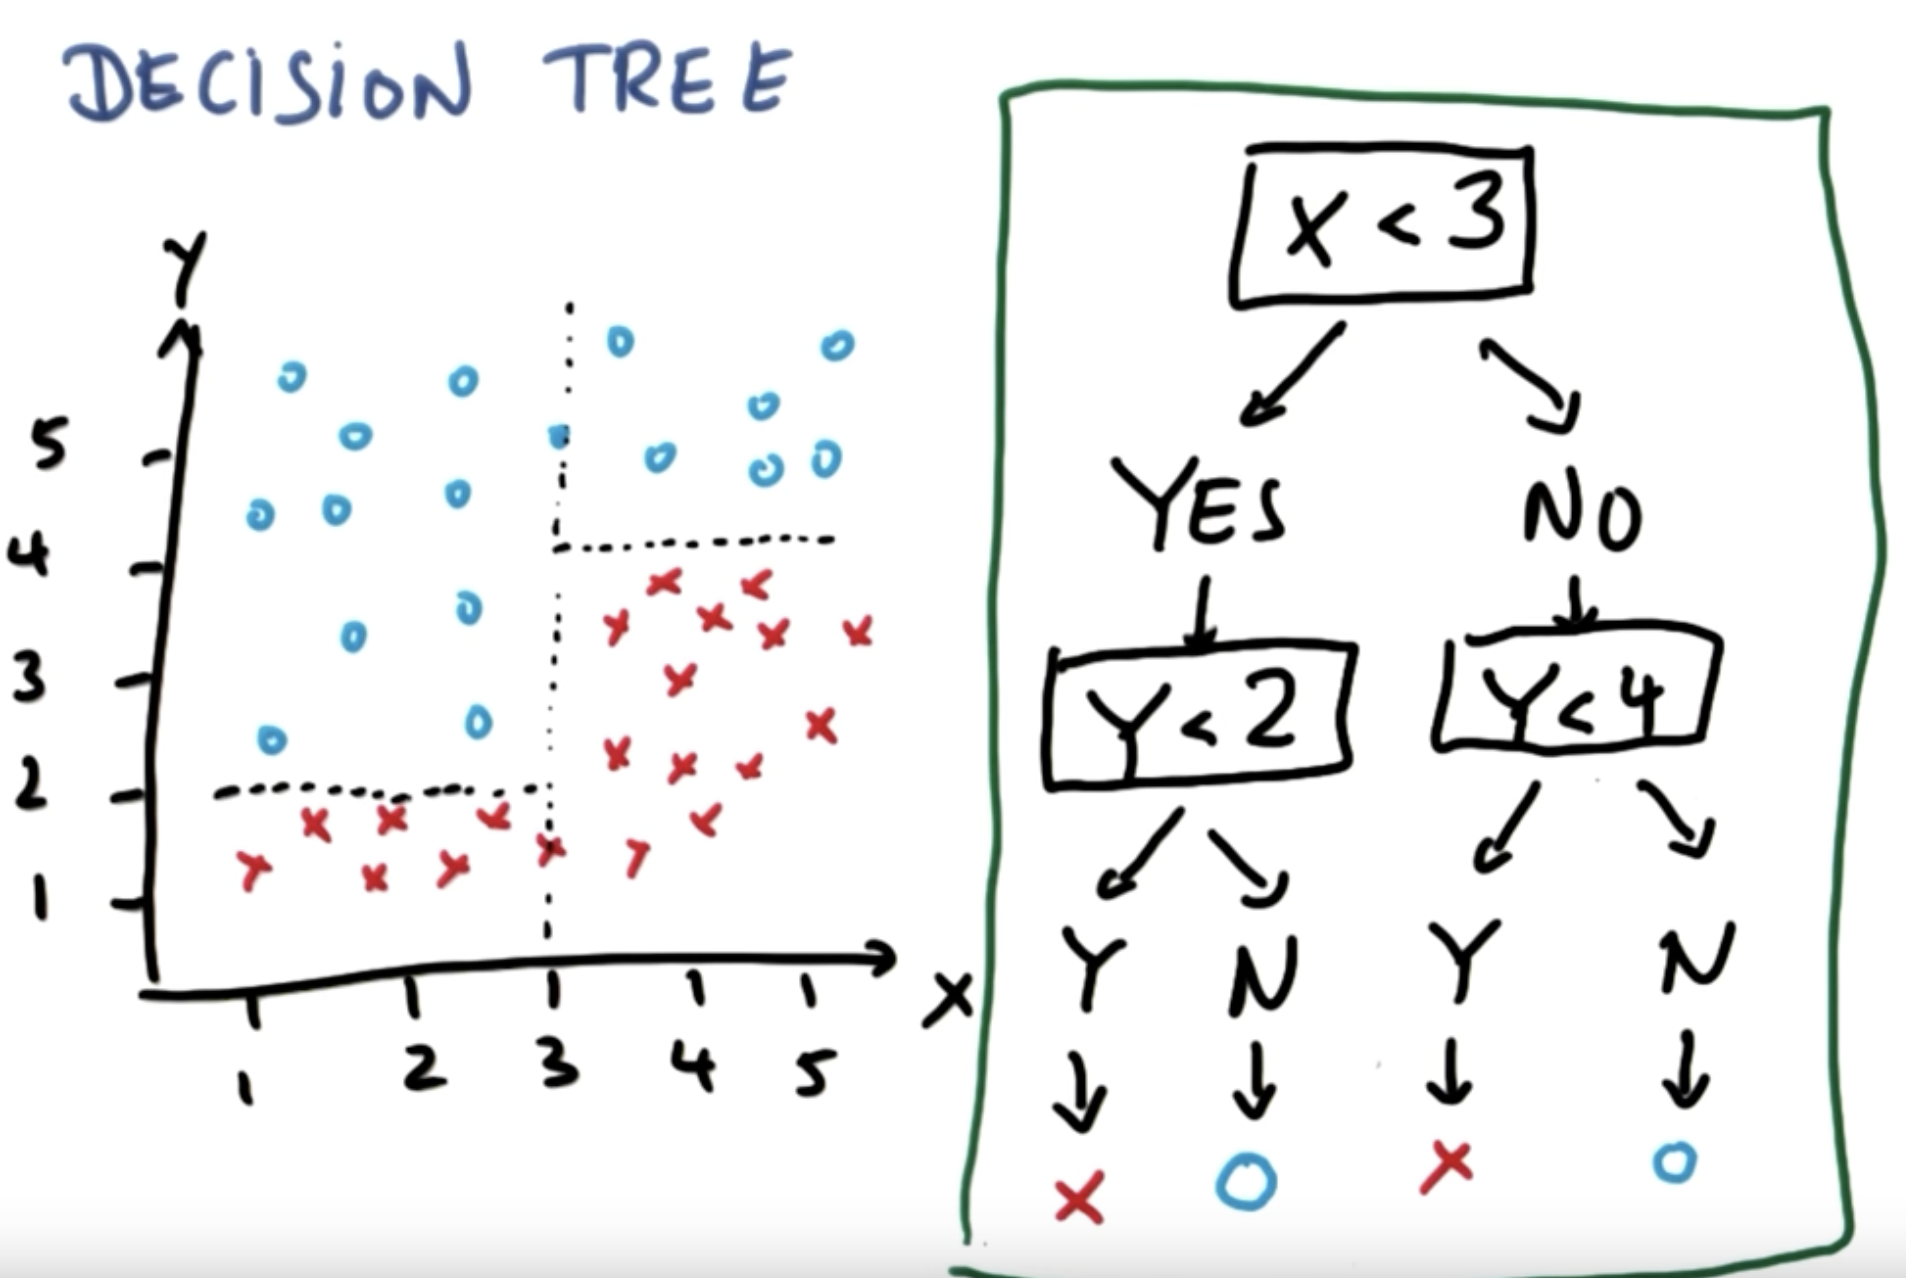 DECISION TREE
Y
5
4
3
2
1
1 2 3 4 5
X
X < 3
YES NO
Y < 2 Y < 4
Y N Y N